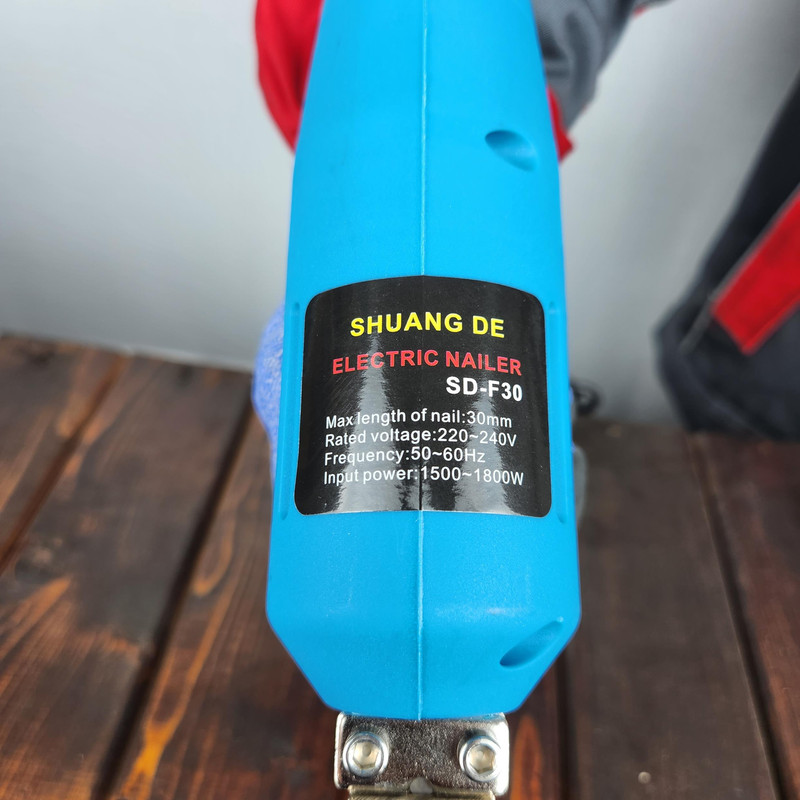 SHUANG DE
ELECTRIC NAILER
SD-F30
Max length of nail:30mm
Rated voltage:220~240V
Frequency:50~60Hz
Input power:1500~1800W